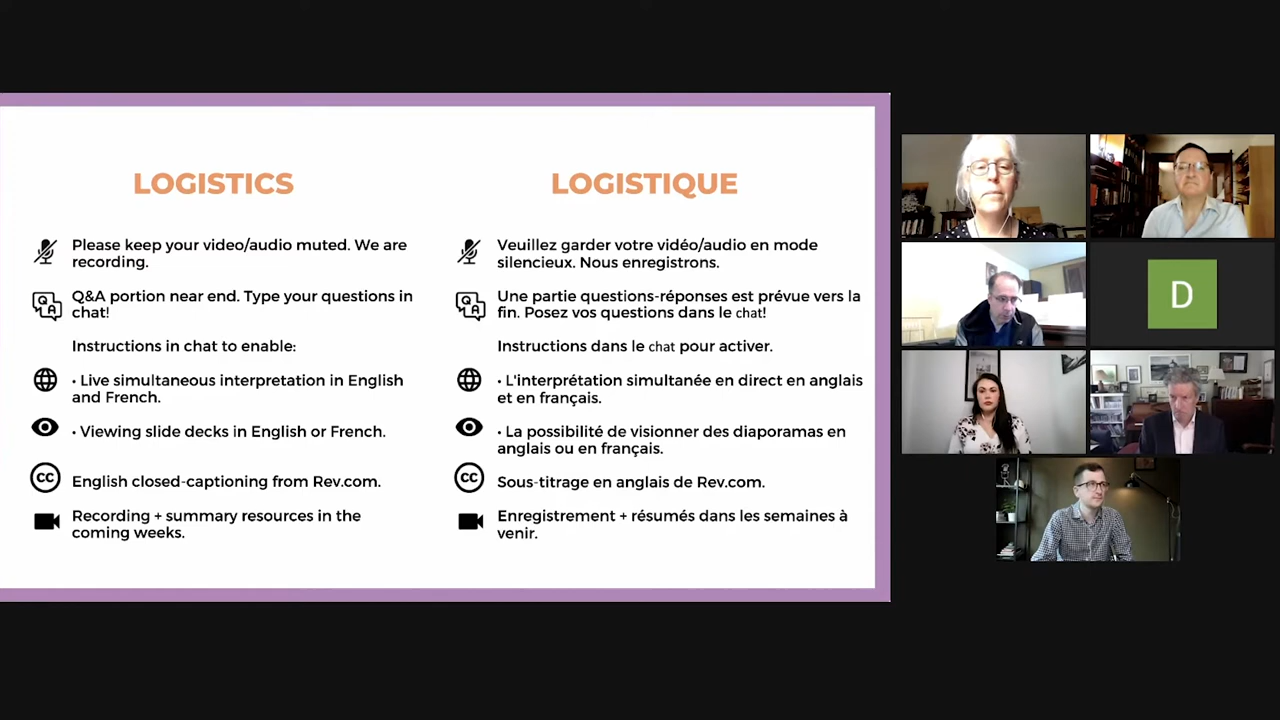 LOGISTICS
Please keep your video/audio muted. We are
recording.
Q&A portion near end. Type your questions in
chat!
Instructions in chat to enable:
• Live simultaneous interpretation in English
and French.
• Viewing slide decks in English or French.
CC
English closed-captioning from Rev.com.
Recording + summary resources in the
coming weeks.
LOGISTIQUE
Veuillez garder votre vidéo/audio en mode
silencieux. Nous enregistrons.
Une partie questions-réponses est prévue vers la
fin. Posez vos questions dans le chat!
Instructions dans le chat pour activer.
• L'interprétation simultanée en direct en anglais
et en français.
• La possibilité de visionner des diaporamas en
anglais ou en français.
CC
Sous-titrage en anglais de Rev.com.
Enregistrement + résumés dans les semaines à
venir.
Q A
Q A
D